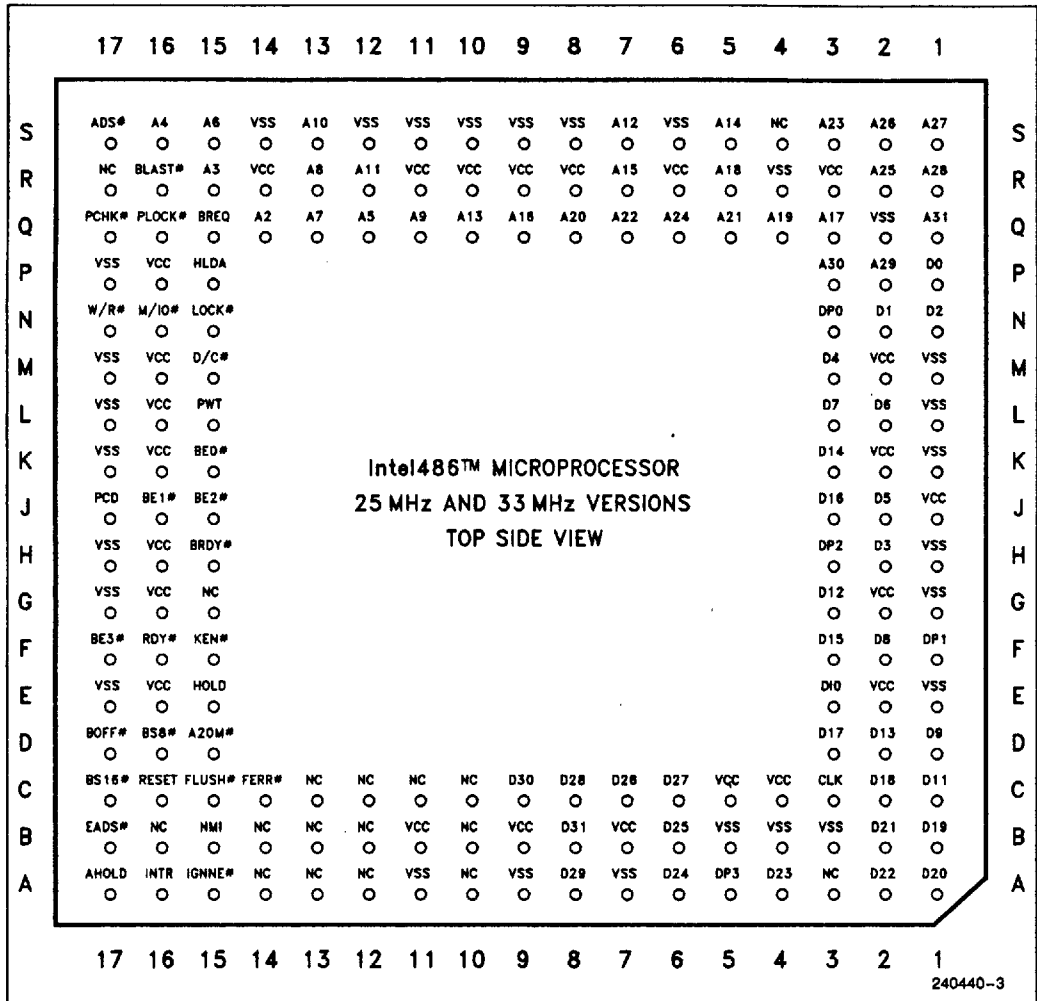 17 16 15 14 13 12 11 10 9 8 7 6 5 4 3 2 1
S ADS# A4 A6 VSS A10 VSS VSS VSS VSS VSS A12 VSS A14 NC A23 A26 A27 S
R NC BLAST# A3 VCC A8 A11 VCC VCC VCC VCC A15 VCC A18 VSS VCC A25 A28 R
Q PCHK# PLOCK# BREQ A2 A7 A5 A9 A13 A16 A20 A22 A24 A21 A19 A17 VSS A31 Q
P VSS VCC HLDA A30 A29 D0 P
N W/R# M/IO# LOCK# DP0 D1 D2 N
M VSS VCC D/C# D4 VCC VSS M
L VSS VCC PWT D7 D6 VSS L
K VSS VCC BE0# D14 VCC VSS K
Intel486™ MICROPROCESSOR
J PCD BE1# BE2# D16 D5 VCC J
25 MHz AND 33 MHz VERSIONS
TOP SIDE VIEW
H VSS VCC BRDY# DP2 D3 VSS H
G VSS VCC NC D12 VCC VSS G
F BE3# RDY# KEN# D15 D8 DP1 F
E VSS VCC HOLD DI0 VCC VSS E
D BOFF# BS8# A20M# D17 D13 D9 D
C BS16# RESET FLUSH# FERR# NC NC NC NC D30 D28 D26 D27 VCC VCC CLK D18 D11 C
B EADS# NC NMI NC NC NC VCC NC VCC D31 VCC D25 VSS VSS VSS D21 D19 B
A AHOLD INTR IGNNE# NC NC NC VSS NC VSS D29 VSS D24 DP3 D23 NC D22 D20 A
17 16 15 14 13 12 11 10 9 8 7 6 5 4 3 2 1
240440-3